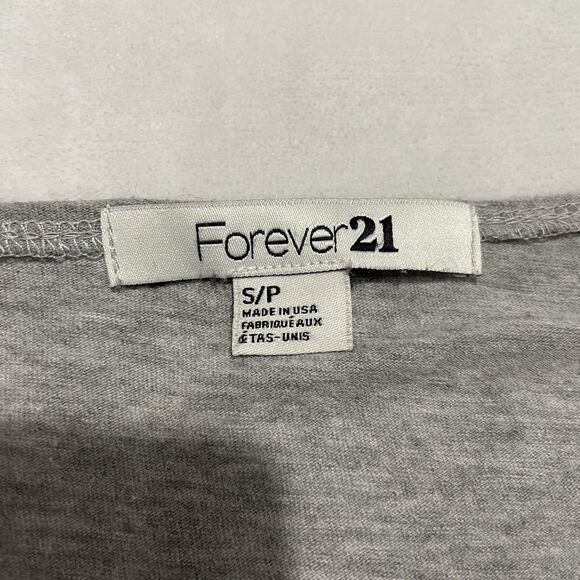 Forever21
S/P
MADE IN USA
FABRIQUÉ AUX
ÉTAS-UNIS